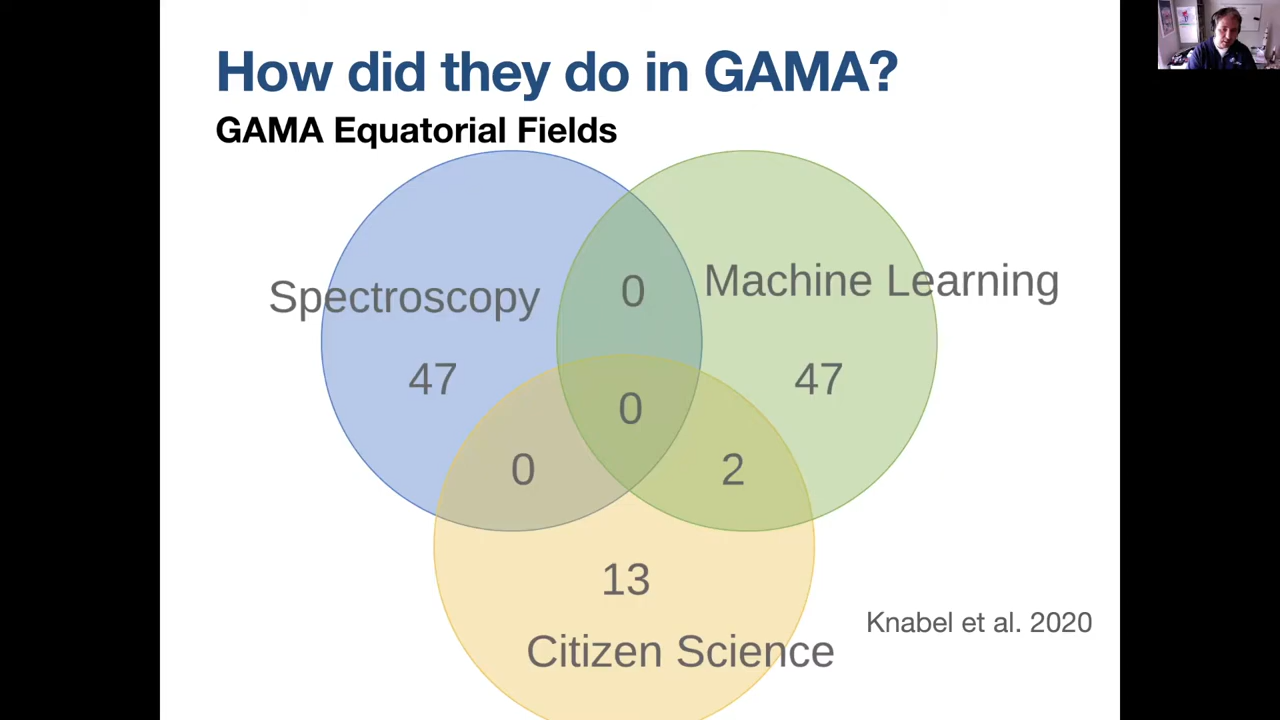 How did they do in GAMA?
GAMA Equatorial Fields
Spectroscopy
0
Machine Learning
47
47
0
0
2
13
Knabel et al. 2020
Citizen Science